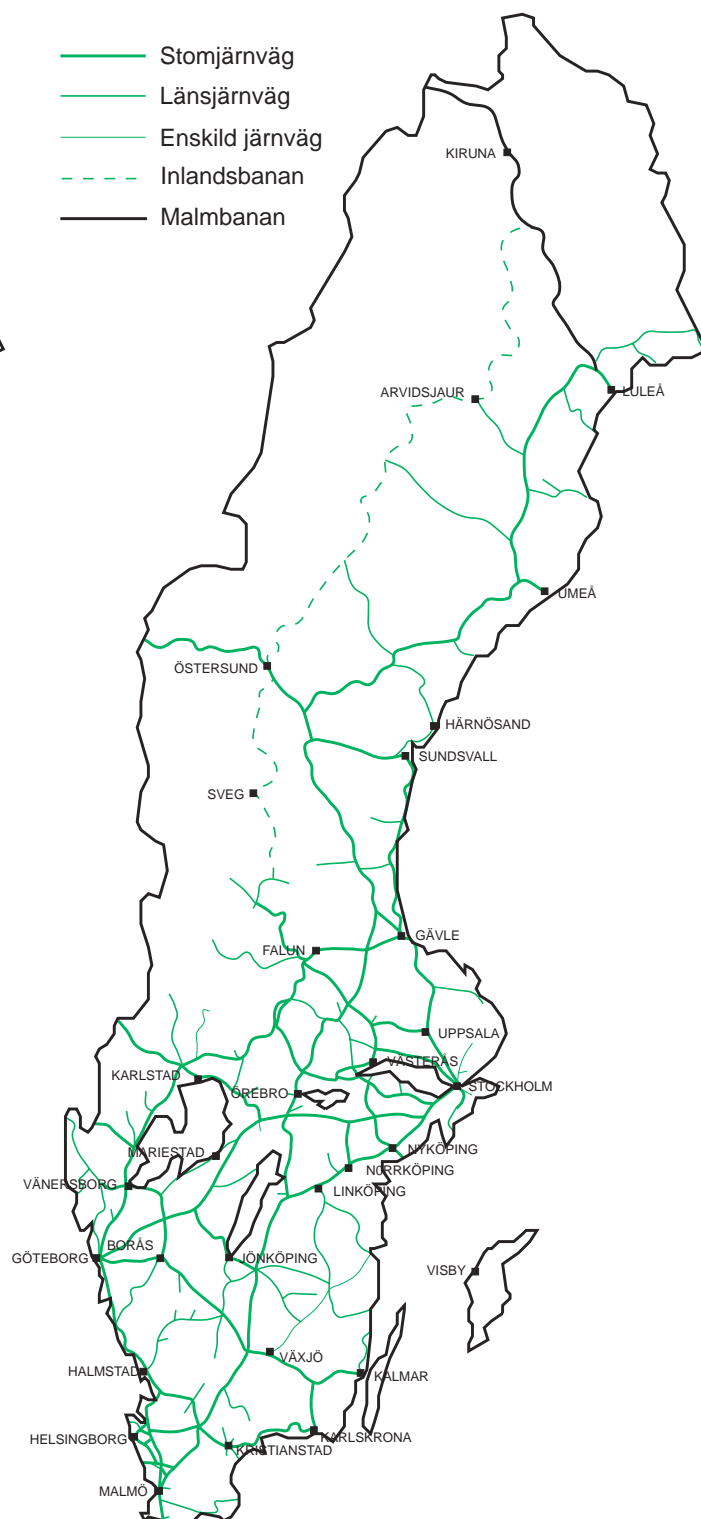 Stomjärnväg
Länsjärnväg
Enskild järnväg
Inlandsbanan
Malmbanan
KIRUNA
ARVIDSJAUR
LULEÅ
UMEÅ
ÖSTERSUND
HÄRNÖSAND
SUNDSVALL
SVEG
GÄVLE
FALUN
UPPSALA
VÄSTERÅS
KARLSTAD
STOCKHOLM
ÖREBRO
NYKÖPING
MARIESTAD
NORRKÖPING
VÄNERSBORG
LINKÖPING
BORÅS
GÖTEBORG
JÖNKÖPING
VISBY
VÄXJÖ
HALMSTAD
KALMAR
HELSINGBORG
KARLSKRONA
KRISTIANSTAD
MALMÖ